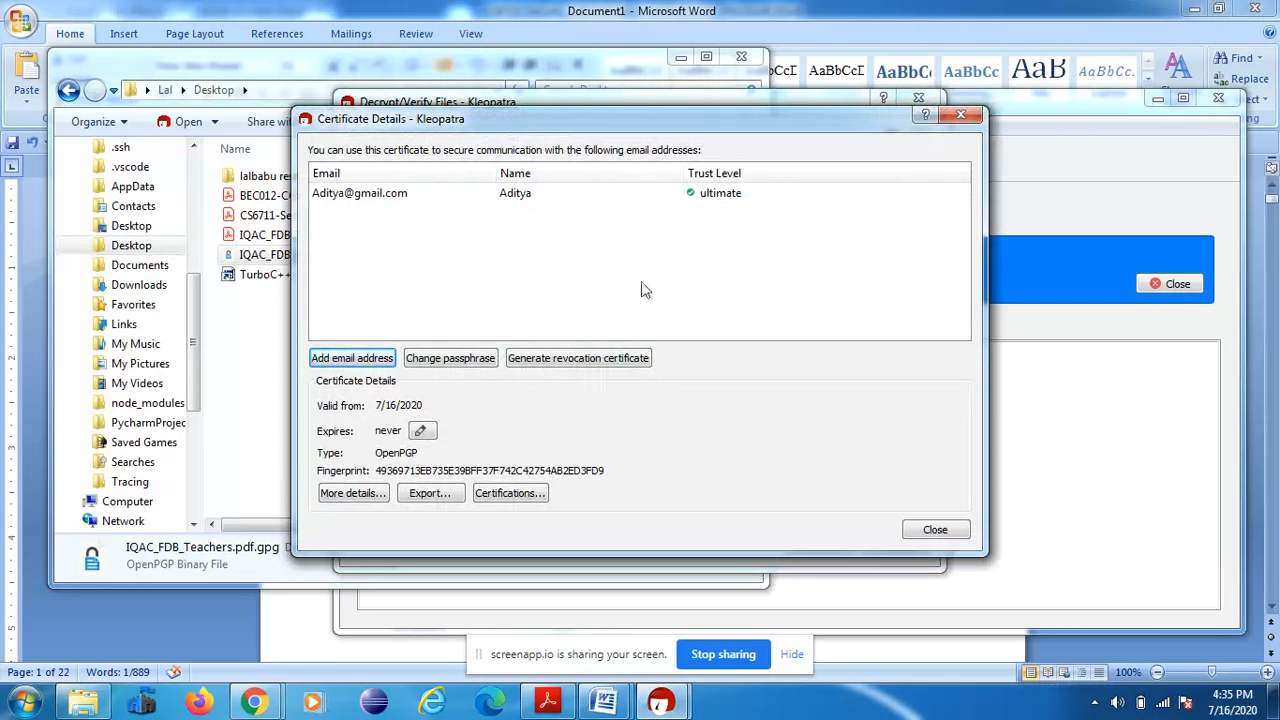 Document1 - Microsoft Word
Home Insert Page Layout References Mailings Review View
Paste
AaBbC AaBbCc AaBb AaBbCc
Find
Replace
Lal Desktop
Decrypt/Verify Files - Kleopatra
Organize Open Share with
Certificate Details - Kleopatra
Name
.ssh
.vscode
AppData
Contacts
Desktop
Desktop
Documents
Downloads
Favorites
Links
My Music
My Pictures
My Videos
node_modules
PycharmProjec
Saved Games
Searches
Tracing
Computer
Network
lalbabu re
BEC012-C
CS6711-Se
IQAC_FDB
IQAC_FDB
TurboC++
You can use this certificate to secure communication with the following email addresses:
Email Name Trust Level
Aditya@gmail.com Aditya ultimate
Close
Add email address Change passphrase Generate revocation certificate
Certificate Details
Valid from: 7/16/2020
Expires: never
Type: OpenPGP
Fingerprint: 49369713EB735E39BFF37F742C42754AB2ED3FD9
More details... Export... Certifications...
Close
IQAC_FDB_Teachers.pdf.gpg
OpenPGP Binary File
screenapp.io is sharing your screen. Stop sharing Hide
Page: 1 of 22 Words: 1/889 100%
4:35 PM
7/16/2020